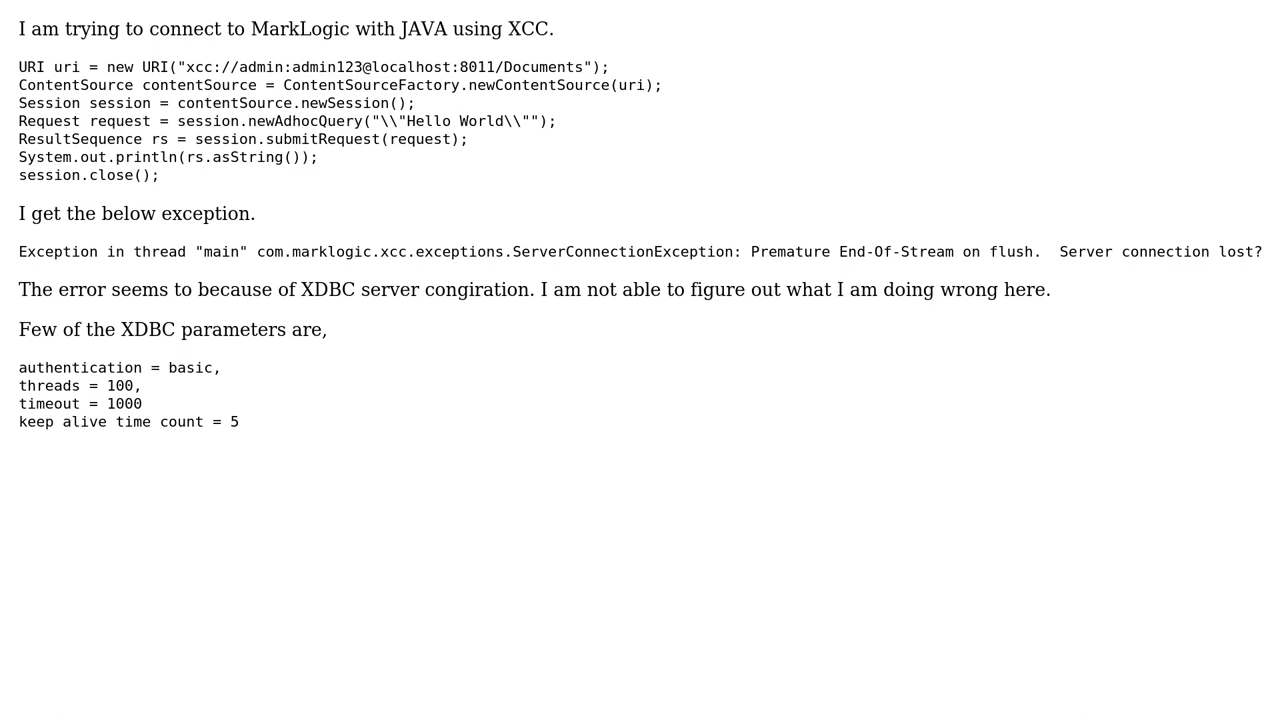 I am trying to connect to MarkLogic with JAVA using XCC.
URI uri = new URI("xcc://admin:admin123@localhost:8011/Documents");
ContentSource contentSource = ContentSourceFactory.newContentSource(uri);
Session session = contentSource.newSession();
Request request = session.newAdhocQuery("\\"Hello World\\"");
ResultSequence rs = session.submitRequest(request);
System.out.println(rs.asString());
session.close();
I get the below exception.
Exception in thread "main" com.marklogic.xcc.exceptions.ServerConnectionException: Premature End-Of-Stream on flush.  Server connection lost?
The error seems to because of XDBC server congiration. I am not able to figure out what I am doing wrong here.
Few of the XDBC parameters are,
authentication = basic,
threads = 100,
timeout = 1000
keep alive time count = 5